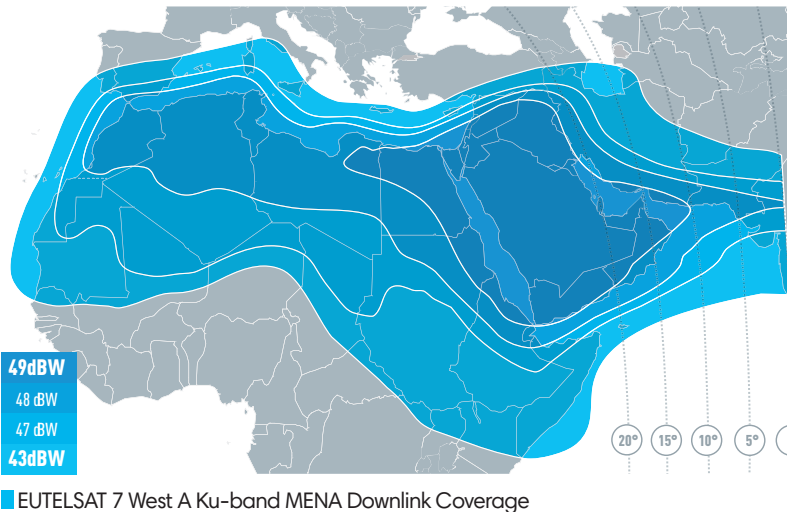 49dBW
48 dBW
47 dBW
43dBW
20° 15° 10° 5°
EUTELSAT 7 West A Ku-band MENA Downlink Coverage